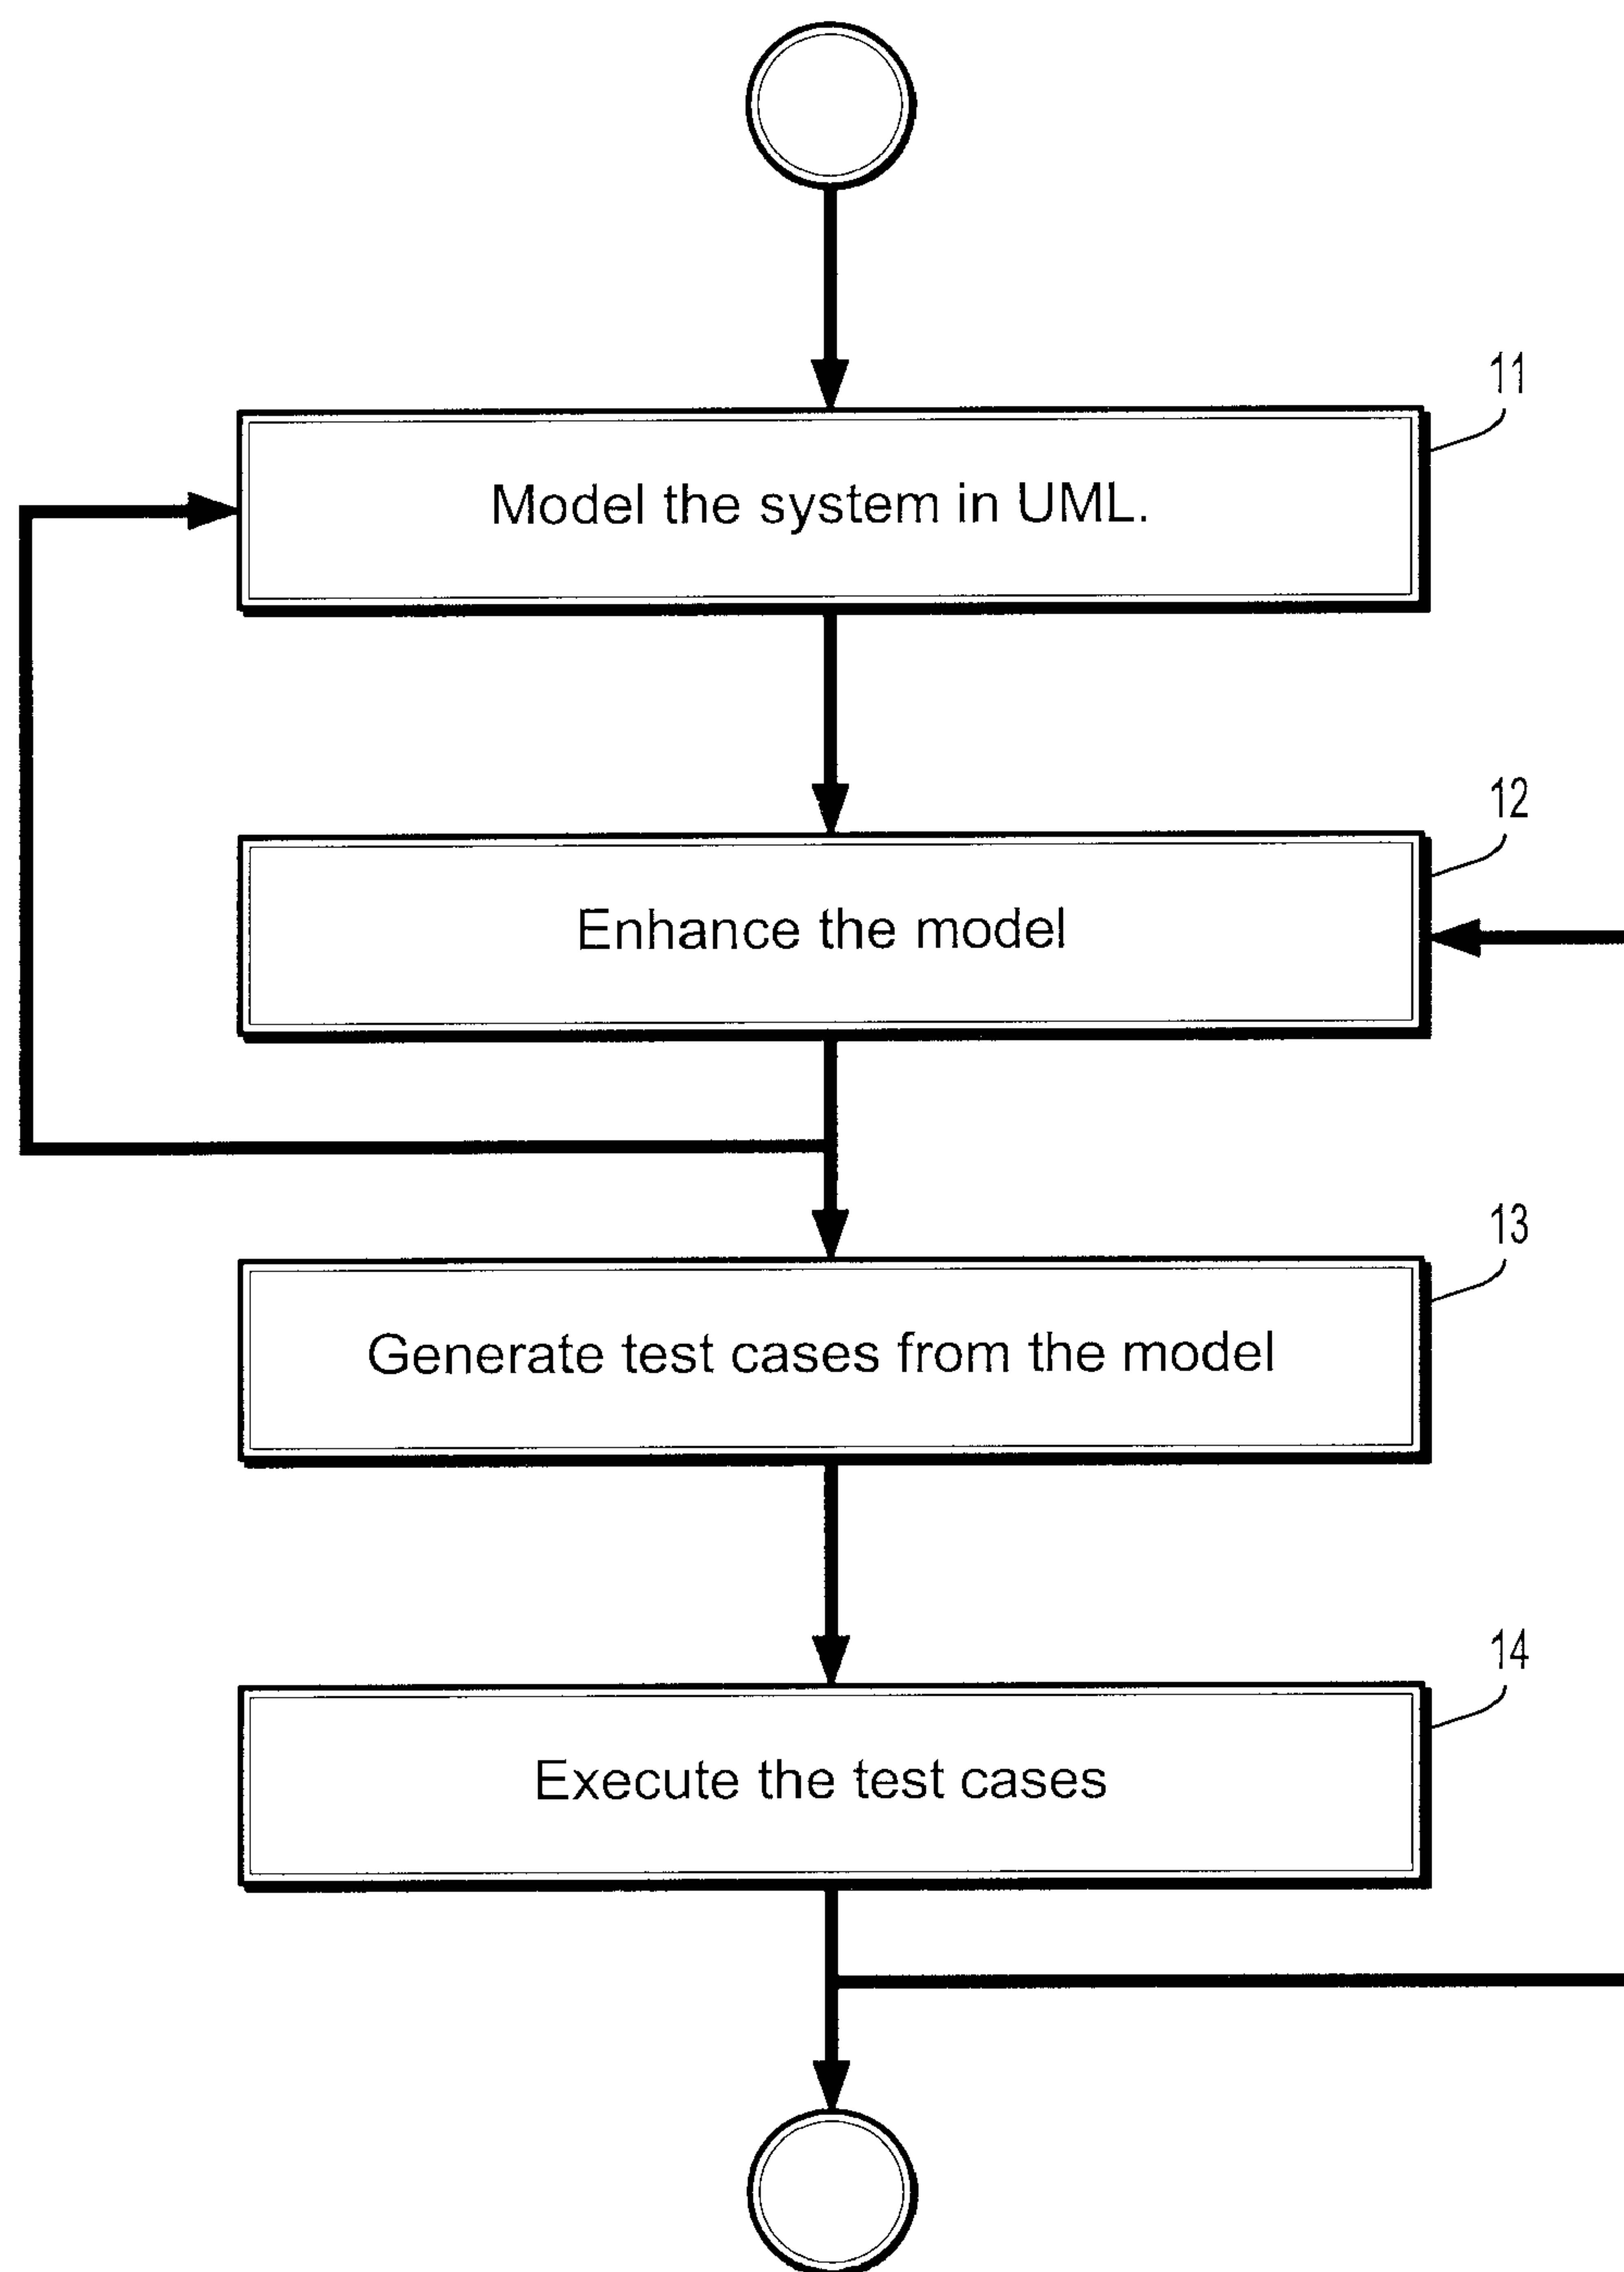 11
Model the system in UML.
12
Enhance the model
13
Generate test cases from the model
14
Execute the test cases